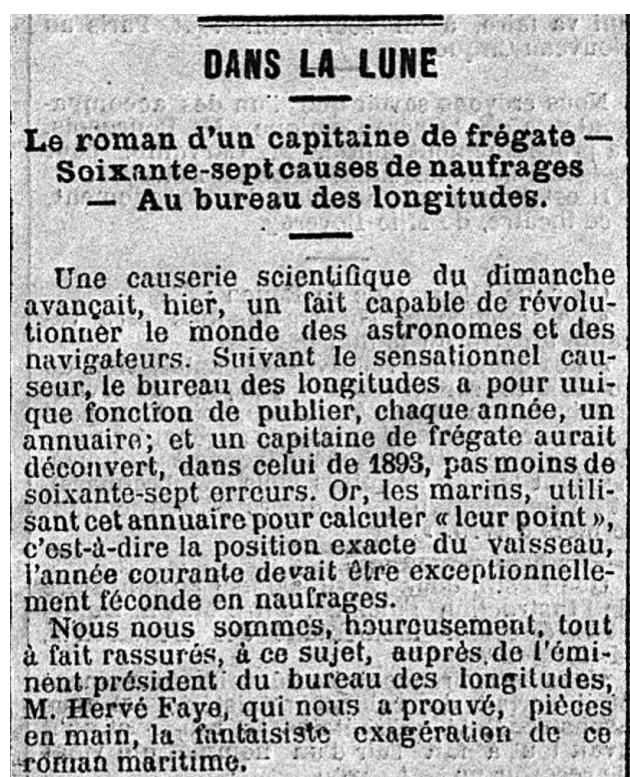 DANS LA LUNE
Le roman d'un capitaine de frégate —
Soixante-sept causes de naufrages
— Au bureau des longitudes.
Une causerie scientifique du dimanche
avançait, hier, un fait capable de révolu-
tionner le monde des astronomes et des
navigateurs. Suivant le sensationnel cau-
seur, le bureau des longitudes a pour uni-
que fonction de publier, chaque année, un
annuaire; et un capitaine de frégate aurait
découvert, dans celui de 1893, pas moins de
soixante-sept erreurs. Or, les marins, utili-
sant cet annuaire pour calculer « leur point »,
c'est-à-dire la position exacte du vaisseau,
l'année courante devait être exceptionnelle-
ment féconde en naufrages.
Nous nous sommes, heureusement, tout
à fait rassurés, à ce sujet, auprès de l'émi-
nent président du bureau des longitudes,
M. Hervé Faye, qui nous a prouvé, pièces
en main, la fantaisiste exagération de ce
roman maritime.